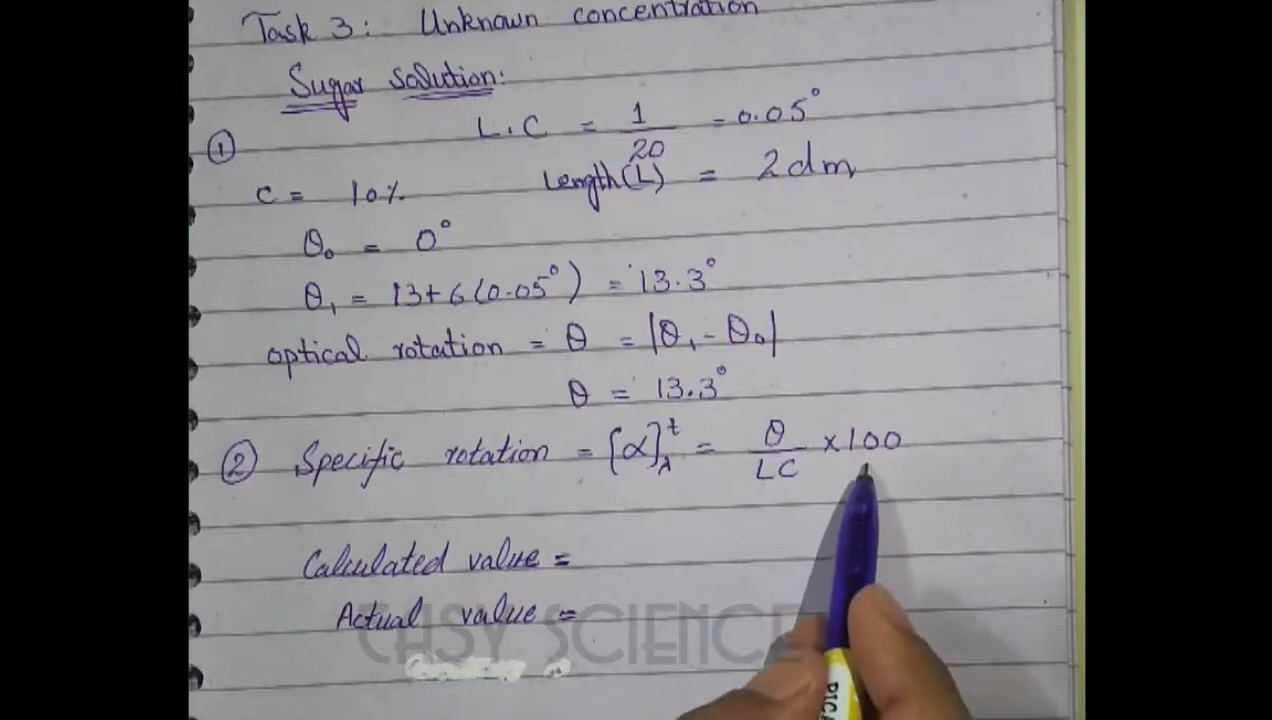 Task 3: Unknown concentration
Sugar Solution:
① L.C = 1/20 = 0.05°
C = 10% Length(L) = 2dm
θ₀ = 0°
θ₁ = 13+6(0.05°) = 13.3°
optical rotation = θ = |θ₁ - θ₀|
θ = 13.3°
② Specific rotation = [α]ᵗλ = θ/LC ×100
Calculated value =
Actual value =
EASY SCIENCE
PICA